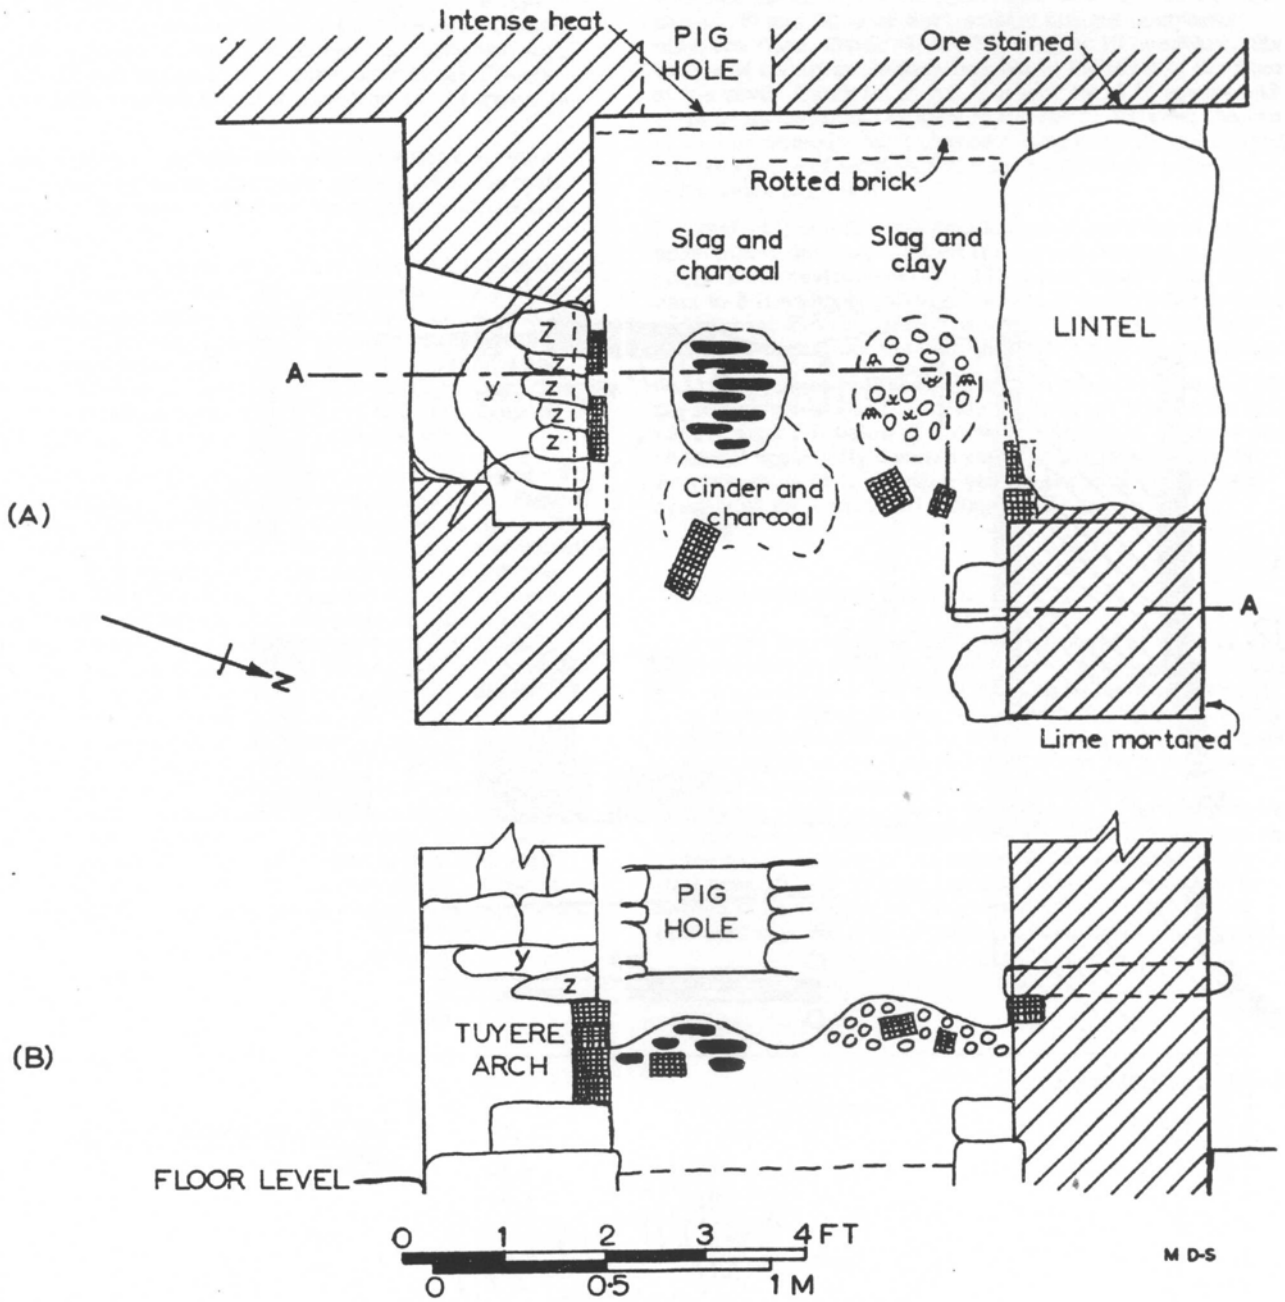 Intense heat
PIG
HOLE
Ore stained
Rotted brick
Slag and
charcoal
Slag and
clay
LINTEL
A
z
z
y
z
z
z
Cinder and
charcoal
(A)
A
N
Lime mortared
PIG
HOLE
y
z
TUYERE
ARCH
(B)
FLOOR LEVEL
0 1 2 3 4 FT
0 0·5 1 M
M D-S